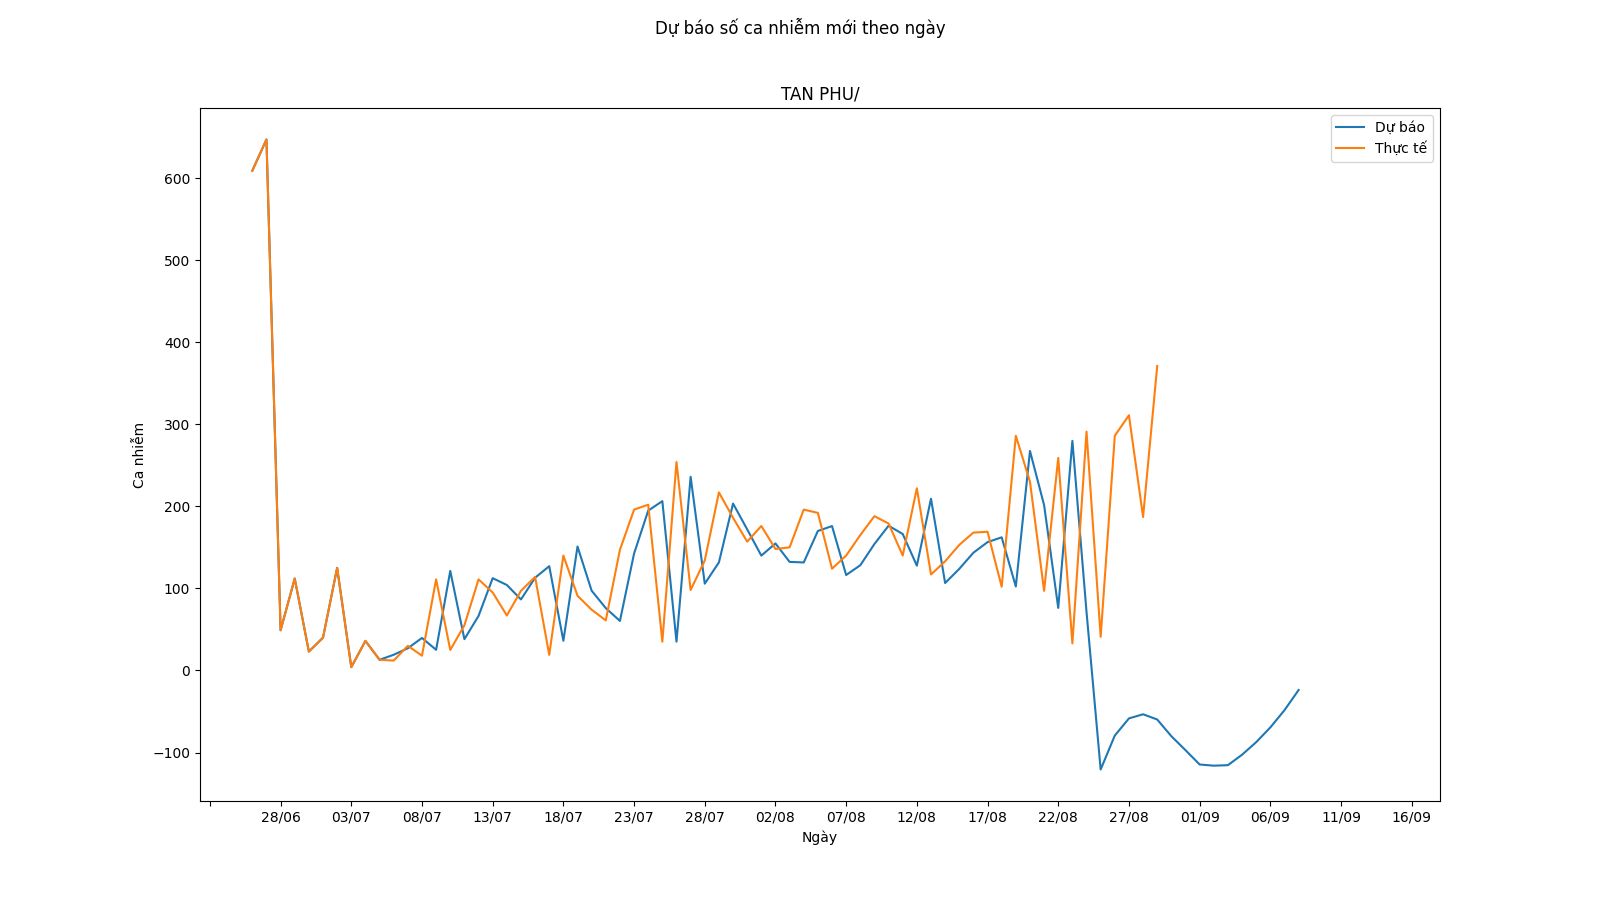 Dự báo số ca nhiễm mới theo ngày
TAN PHU/
Dự báo
Thực tế
600
500
400
300
200
100
0
−100
Ca nhiễm
28/06 03/07 08/07 13/07 18/07 23/07 28/07 02/08 07/08 12/08 17/08 22/08 27/08 01/09 06/09 11/09 16/09
Ngày